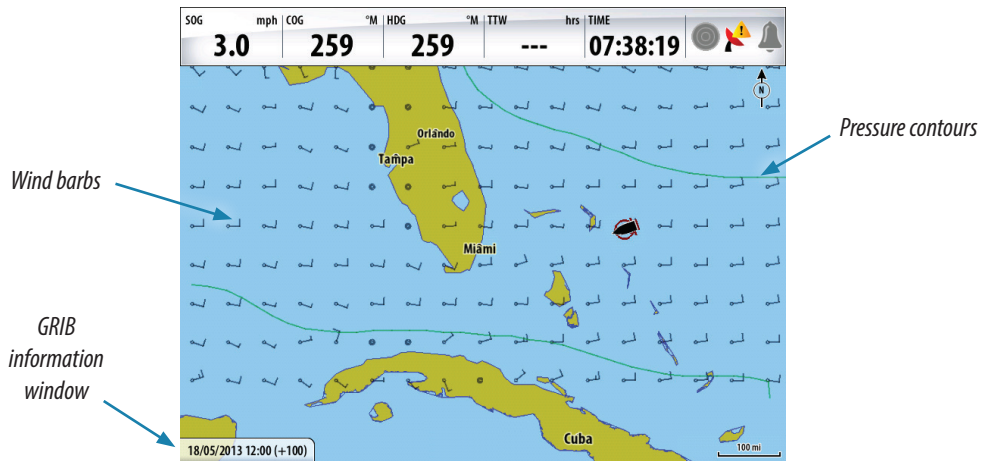 SOG mph COG °M HDG °M TTW hrs TIME
3.0 259 259 --- 07:38:19
N
Pressure contours
Orlando
Tampa
Wind barbs
Miami
GRIB
information
window
Cuba
18/05/2013 12:00 (+100)
100 mi